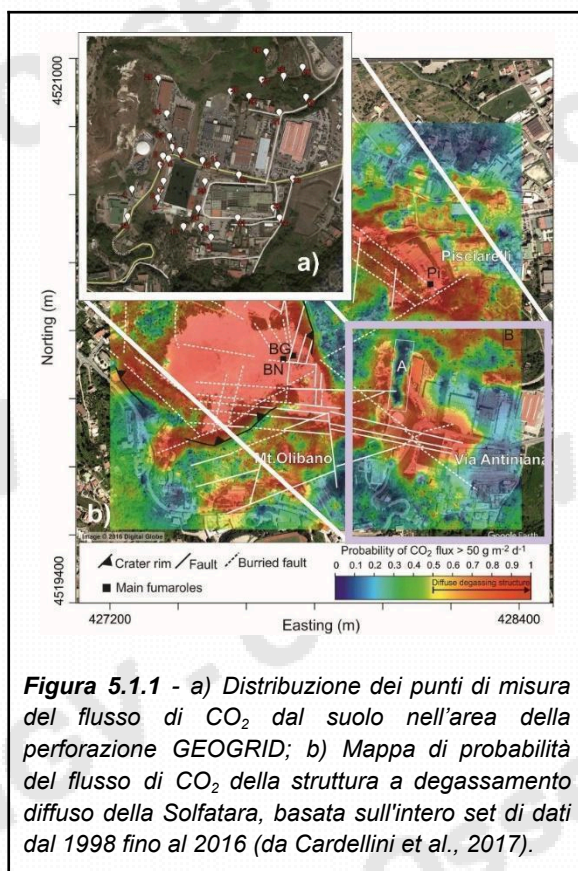 4521000
a)
Norting (m)
Pisciarelli
Pi
B
BG
BN
A
Mt.Olibano
Via Antiniana
b)
Image © 2016 Digital Globe
Google Earth
Crater rim
Fault
Burried fault
Main fumaroles
Probability of CO₂ flux > 50 g m⁻² d⁻¹
0 0.1 0.2 0.3 0.4 0.5 0.6 0.7 0.8 0.9 1
Diffuse degassing structure
4519400
427200
428400
Easting (m)
Figura 5.1.1 - a) Distribuzione dei punti di misura
del flusso di CO₂ dal suolo nell'area della
perforazione GEOGRID; b) Mappa di probabilità
del flusso di CO₂ della struttura a degassamento
diffuso della Solfatara, basata sull'intero set di dati
dal 1998 fino al 2016 (da Cardellini et al., 2017).